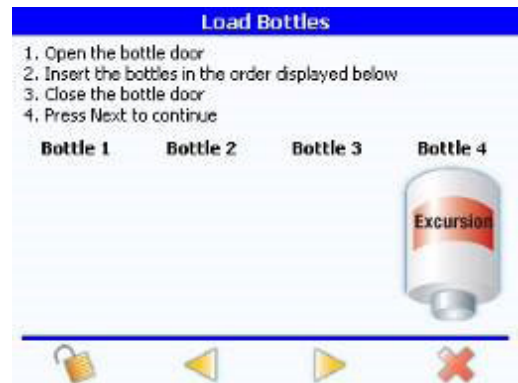 Load Bottles
1. Open the bottle door
2. Insert the bottles in the order displayed below
3. Close the bottle door
4. Press Next to continue
Bottle 1 Bottle 2 Bottle 3 Bottle 4
Excursion